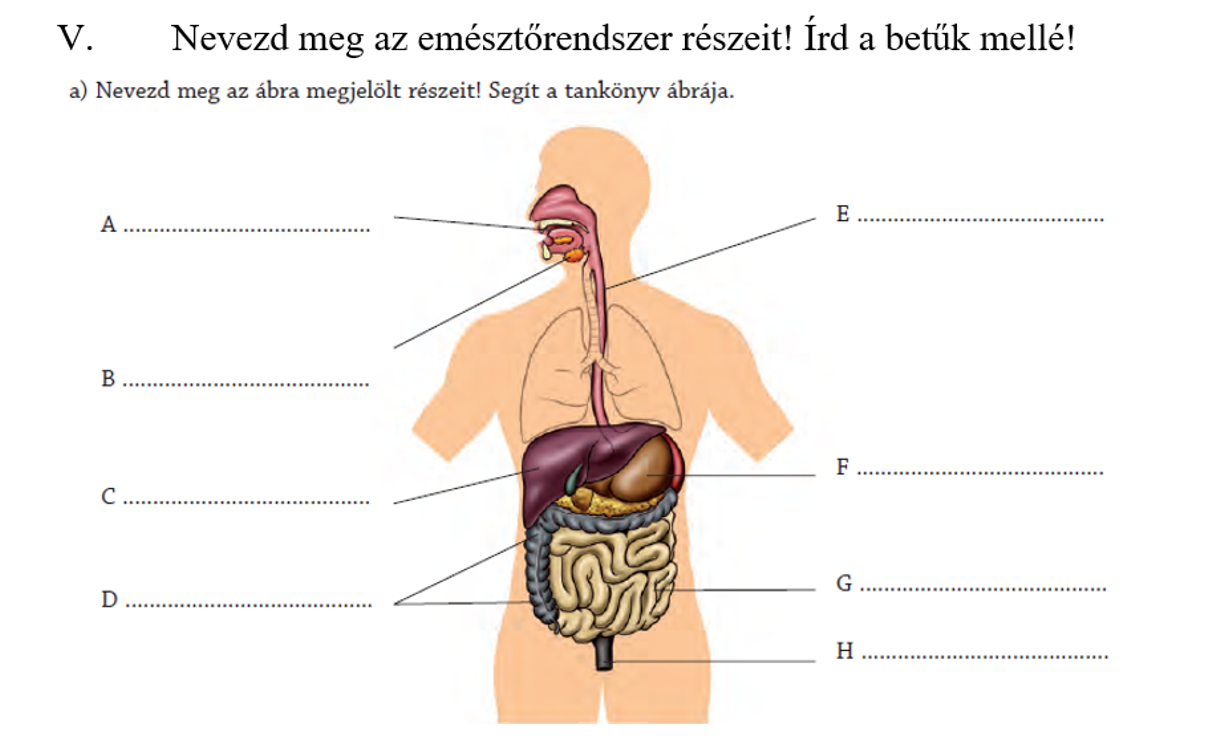 V. Nevezd meg az emésztőrendszer részeit! Írd a betűk mellé!
a) Nevezd meg az ábra megjelölt részeit! Segít a tankönyv ábrája.
A ..........................................
E ..........................................
B ..........................................
C ..........................................
F ..........................................
D ..........................................
G ..........................................
H ..........................................